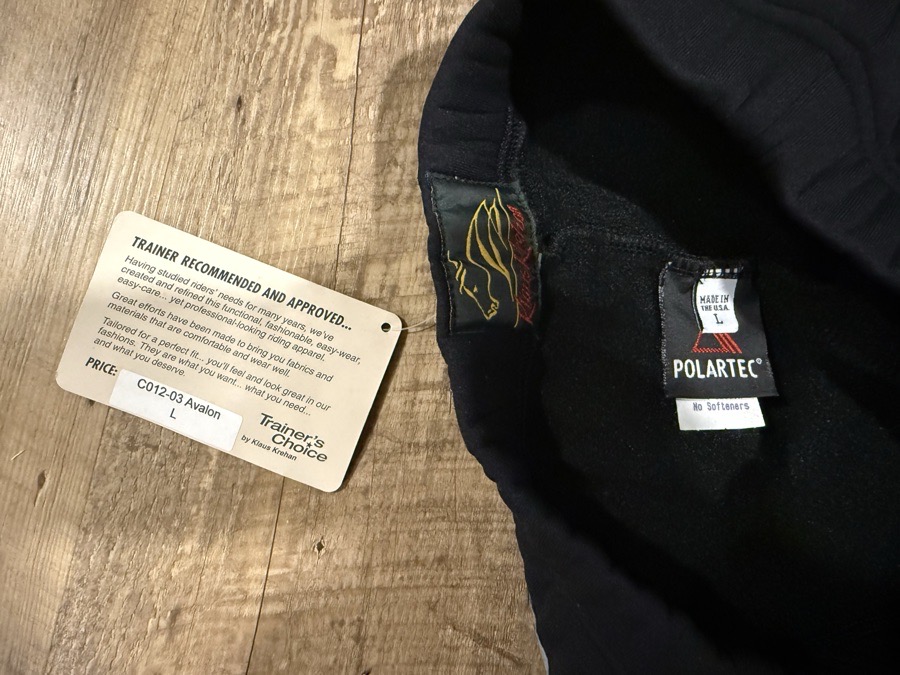 TRAINER RECOMMENDED AND APPROVED...
Having studied riders' needs for many years, we've
created and refined this functional, fashionable, easy-wear,
easy-care... yet professional-looking riding apparel.
Great efforts have been made to bring you fabrics and
materials that are comfortable and wear well.
Tailored for a perfect fit... you'll feel and look great in our
fashions. They are what you want... what you need...
and what you deserve.
PRICE:
C012-03 Avalon
L
Trainer's
Choice
by Klaus Krehan
Klaus Krehan
MADE IN
THE U.S.A.
L
POLARTEC®
No Softeners